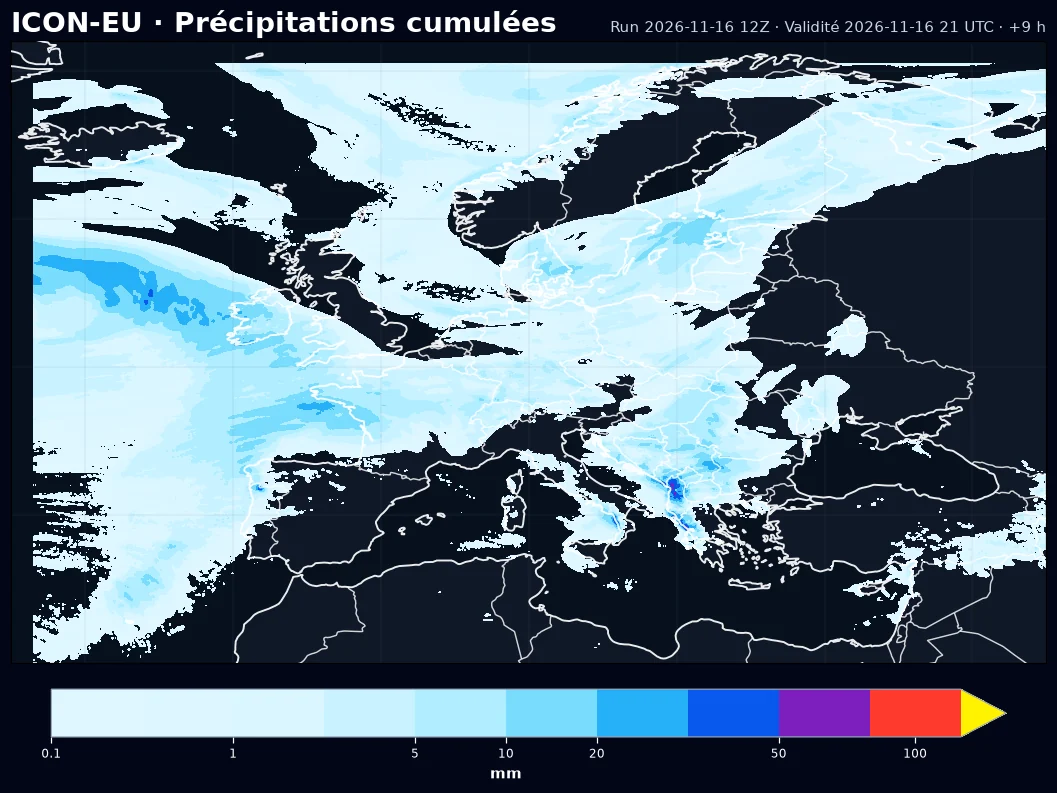 ICON-EU · Précipitations cumulées
Run 2026-11-16 12Z · Validité 2026-11-16 21 UTC · +9 h
0.1 1 5 10 20 50 100
mm